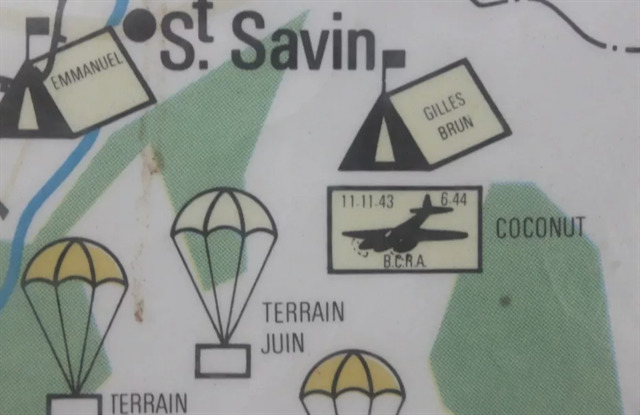 St. Savin
EMMANUEL
GILLES
BRUN
11.11.43 6.44
B.C.R.A.
COCONUT
TERRAIN
JUIN
TERRAIN